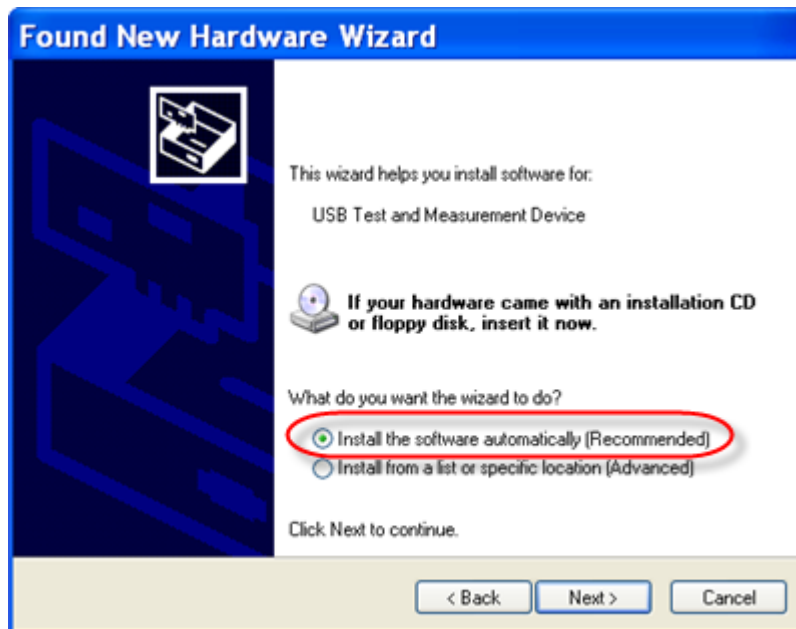 Found New Hardware Wizard
This wizard helps you install software for:
USB Test and Measurement Device
If your hardware came with an installation CD
or floppy disk, insert it now.
What do you want the wizard to do?
Install the software automatically (Recommended)
Install from a list or specific location (Advanced)
Click Next to continue.
< Back Next > Cancel